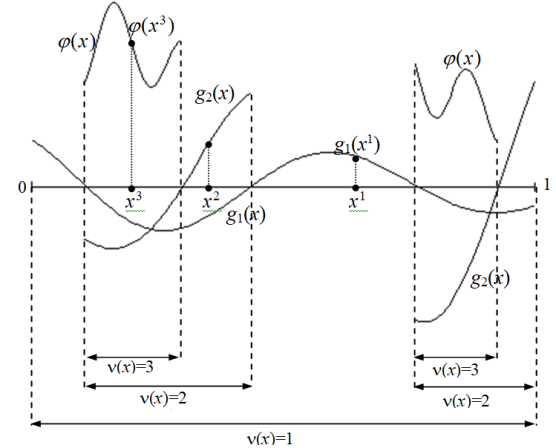 φ(x)
φ(x³)
g₂(x)
φ(x)
g₁(x¹)
0
x³
x²
g₁(x)
x¹
1
g₂(x)
ν(x)=3
ν(x)=3
ν(x)=2
ν(x)=2
ν(x)=1